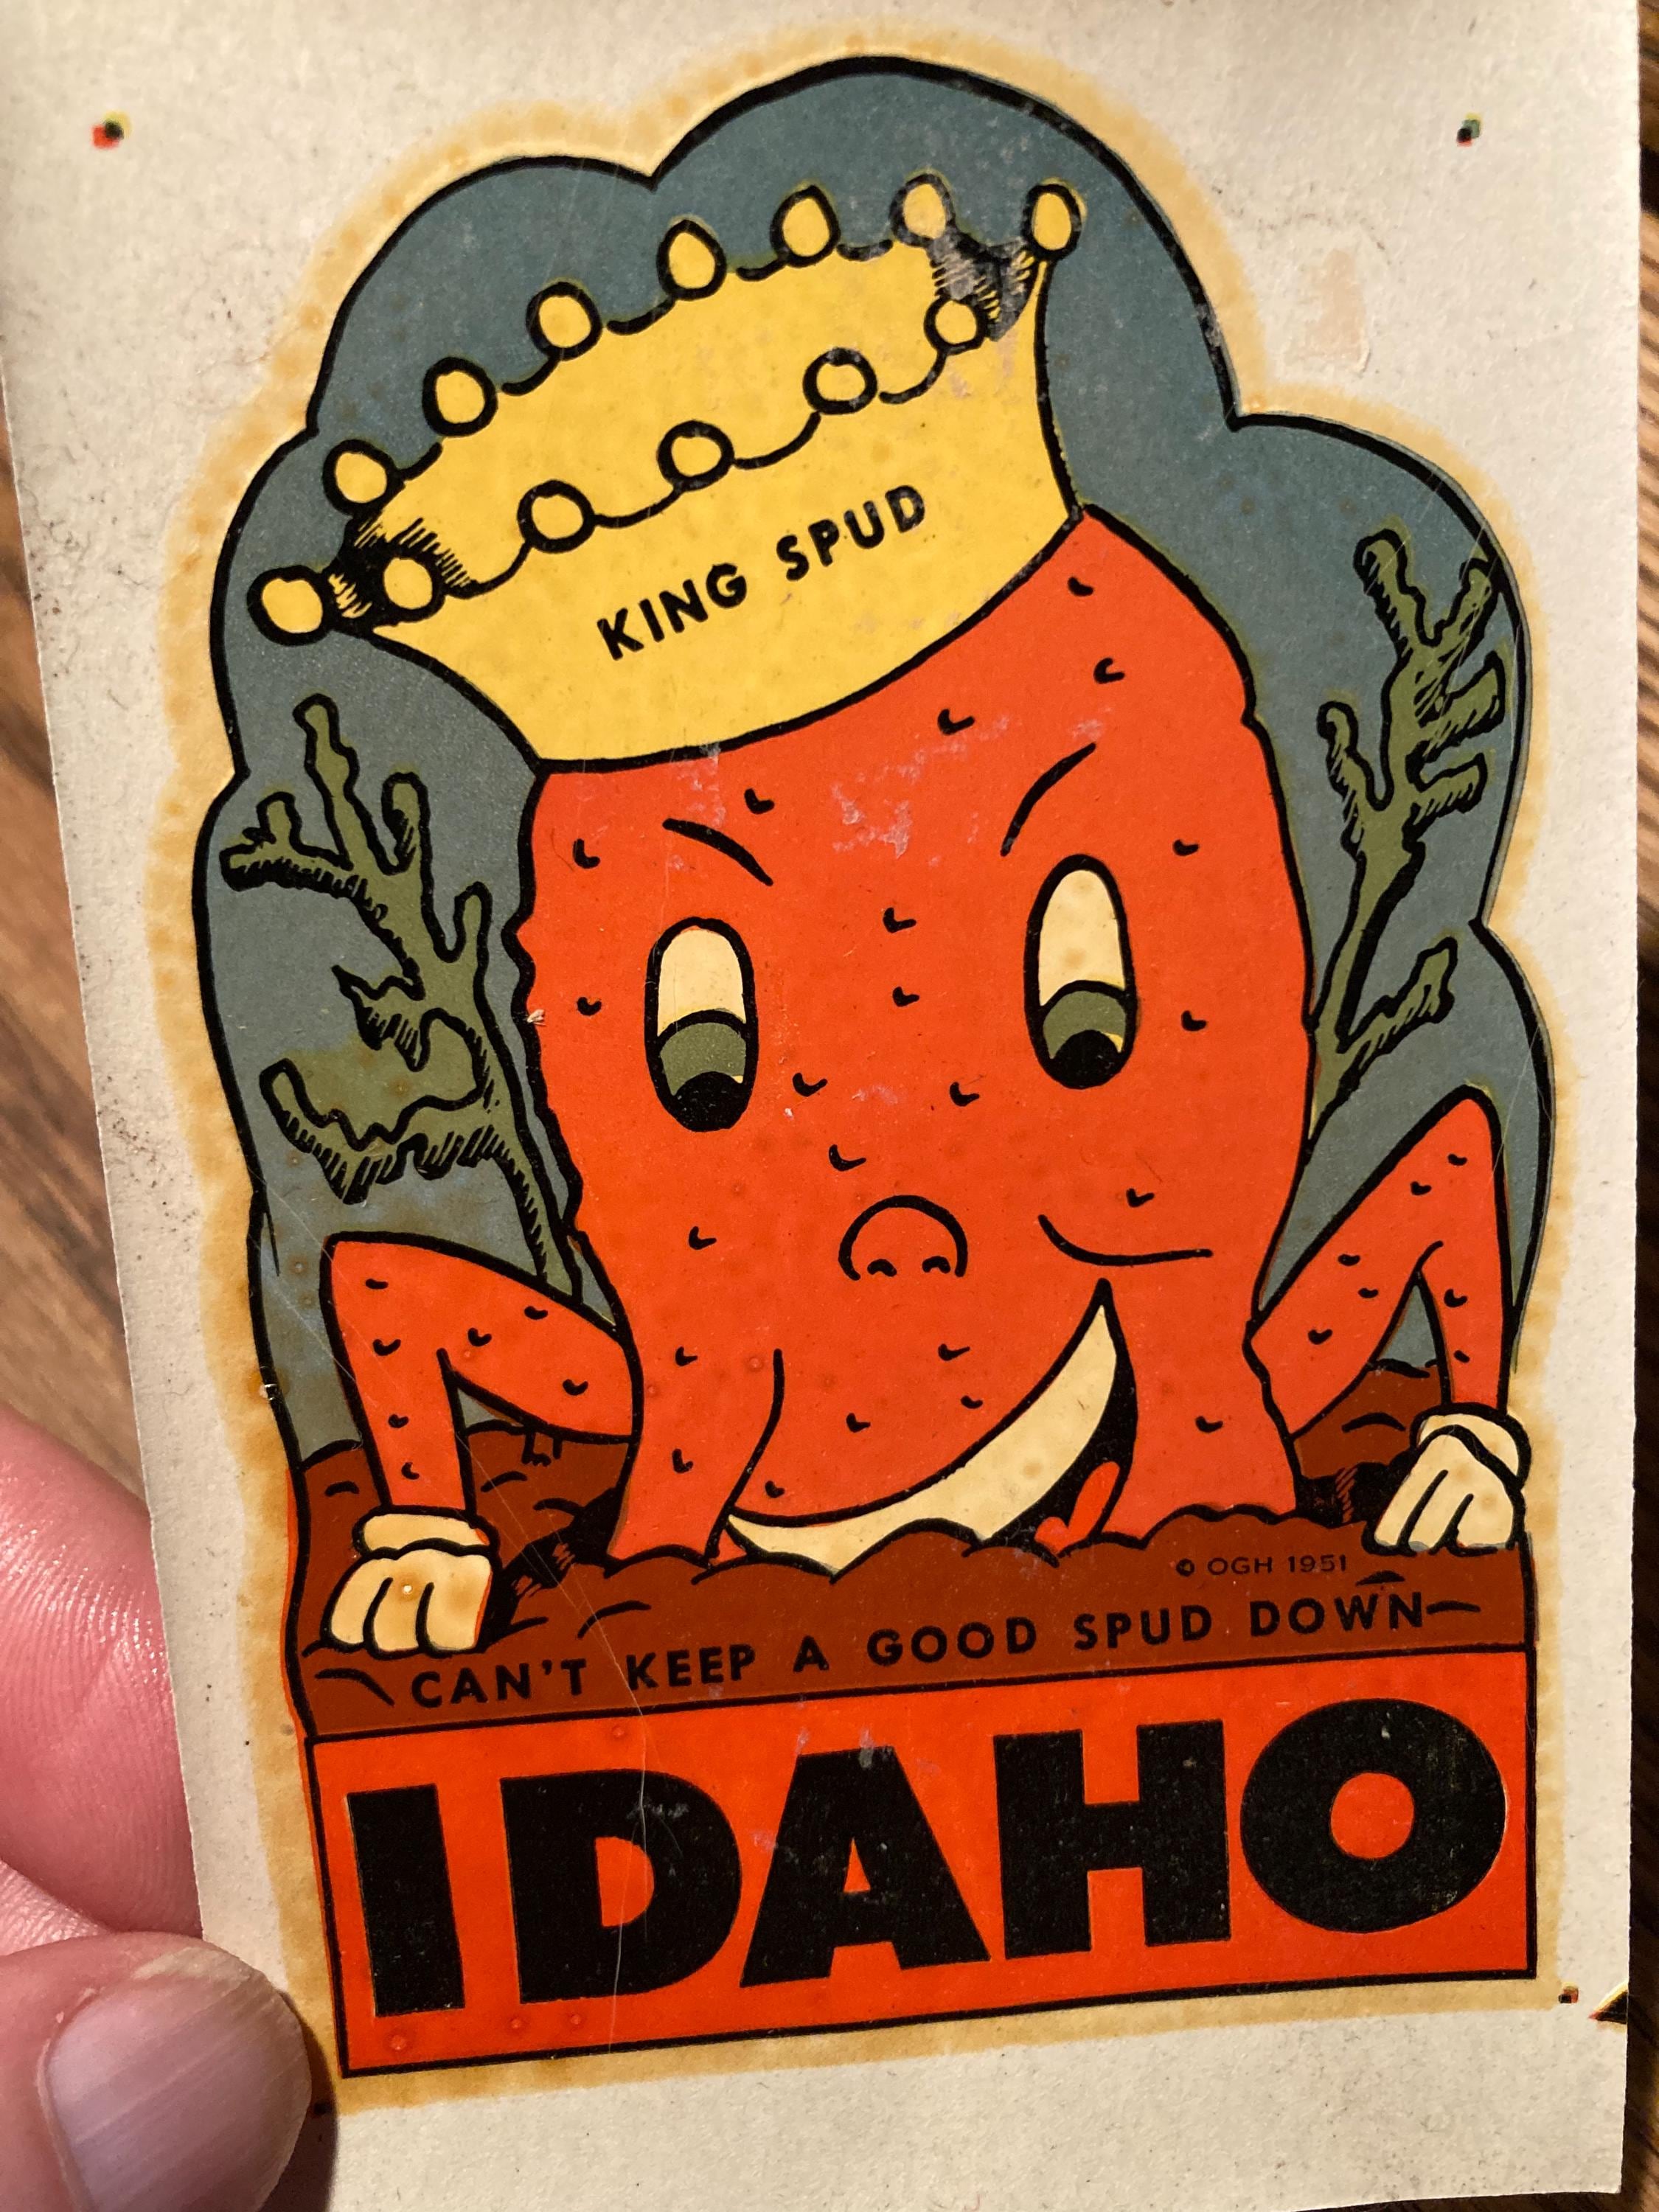 KING SPUD
© OGH 1951
CAN'T KEEP A GOOD SPUD DOWN—
IDAHO